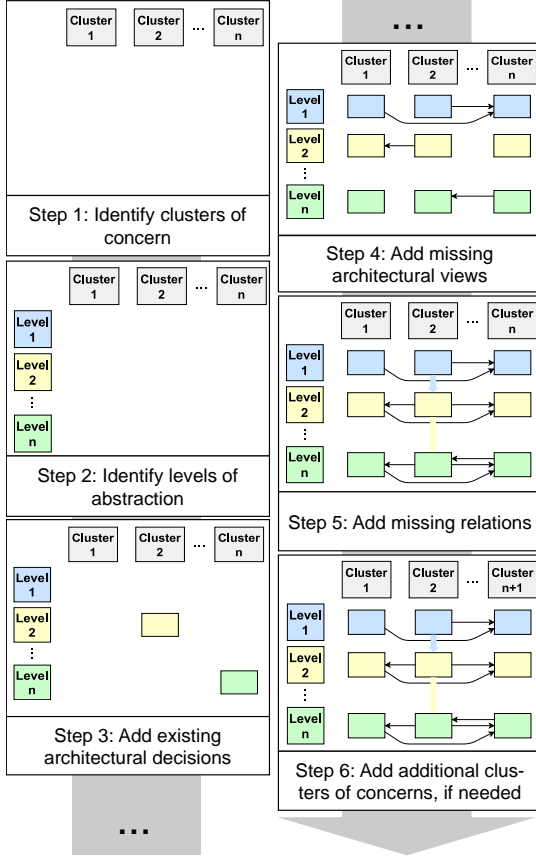 Cluster
1
Cluster
2
...
Cluster
n
Step 1: Identify clusters of
concern
Cluster
1
Cluster
2
...
Cluster
n
Level
1
Level
2
...
Level
n
Step 2: Identify levels of
abstraction
Cluster
1
Cluster
2
...
Cluster
n
Level
1
Level
2
...
Level
n
Step 3: Add existing
architectural decisions
...
...
Cluster
1
Cluster
2
...
Cluster
n
Level
1
Level
2
...
Level
n
Step 4: Add missing
architectural views
Cluster
1
Cluster
2
...
Cluster
n
Level
1
Level
2
...
Level
n
Step 5: Add missing relations
Cluster
1
Cluster
2
...
Cluster
n+1
Level
1
Level
2
...
Level
n
Step 6: Add additional clus-
ters of concerns, if needed